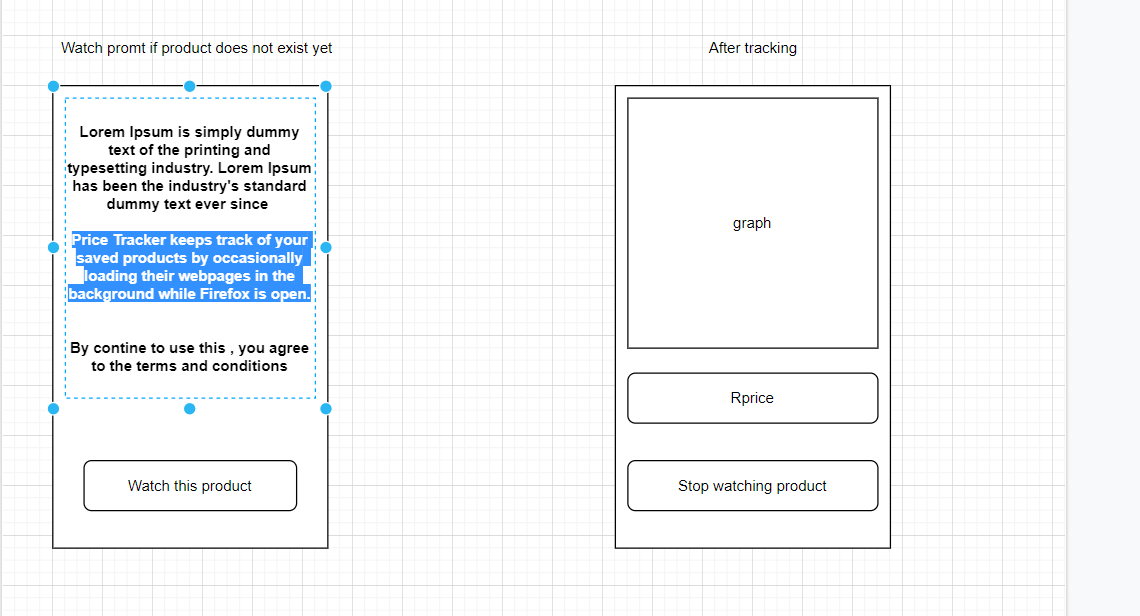 Watch promt if product does not exist yet
After tracking
Lorem Ipsum is simply dummy
text of the printing and
typesetting industry. Lorem Ipsum
has been the industry's standard
dummy text ever since
Price Tracker keeps track of your
saved products by occasionally
loading their webpages in the
background while Firefox is open.
By contine to use this , you agree
to the terms and conditions
Watch this product
graph
Rprice
Stop watching product